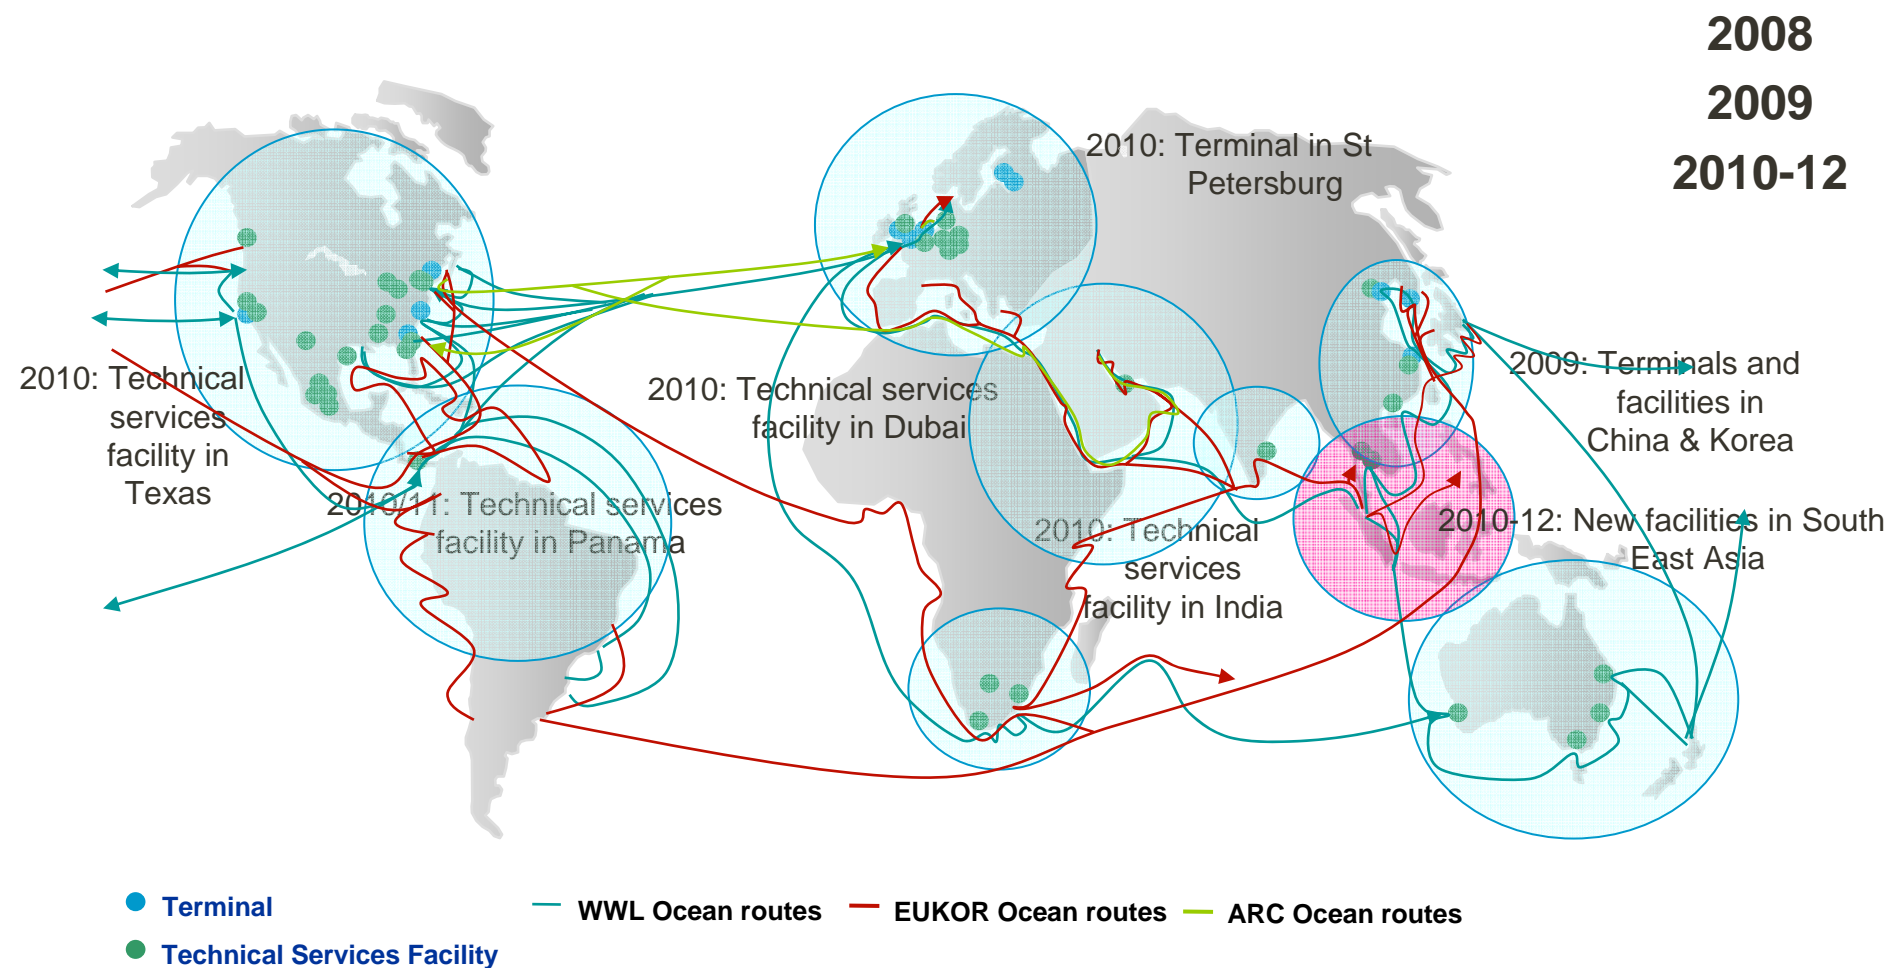 2008
2009
2010-12
2010: Terminal in St
Petersburg
2010: Technical
services
facility in
Texas
2010: Technical services
facility in Dubai
2009: Terminals and
facilities in
China & Korea
2010/11: Technical services
facility in Panama
2010: Technical
services
facility in India
2010-12: New facilities in South
East Asia
Terminal
WWL Ocean routes
EUKOR Ocean routes
ARC Ocean routes
Technical Services Facility